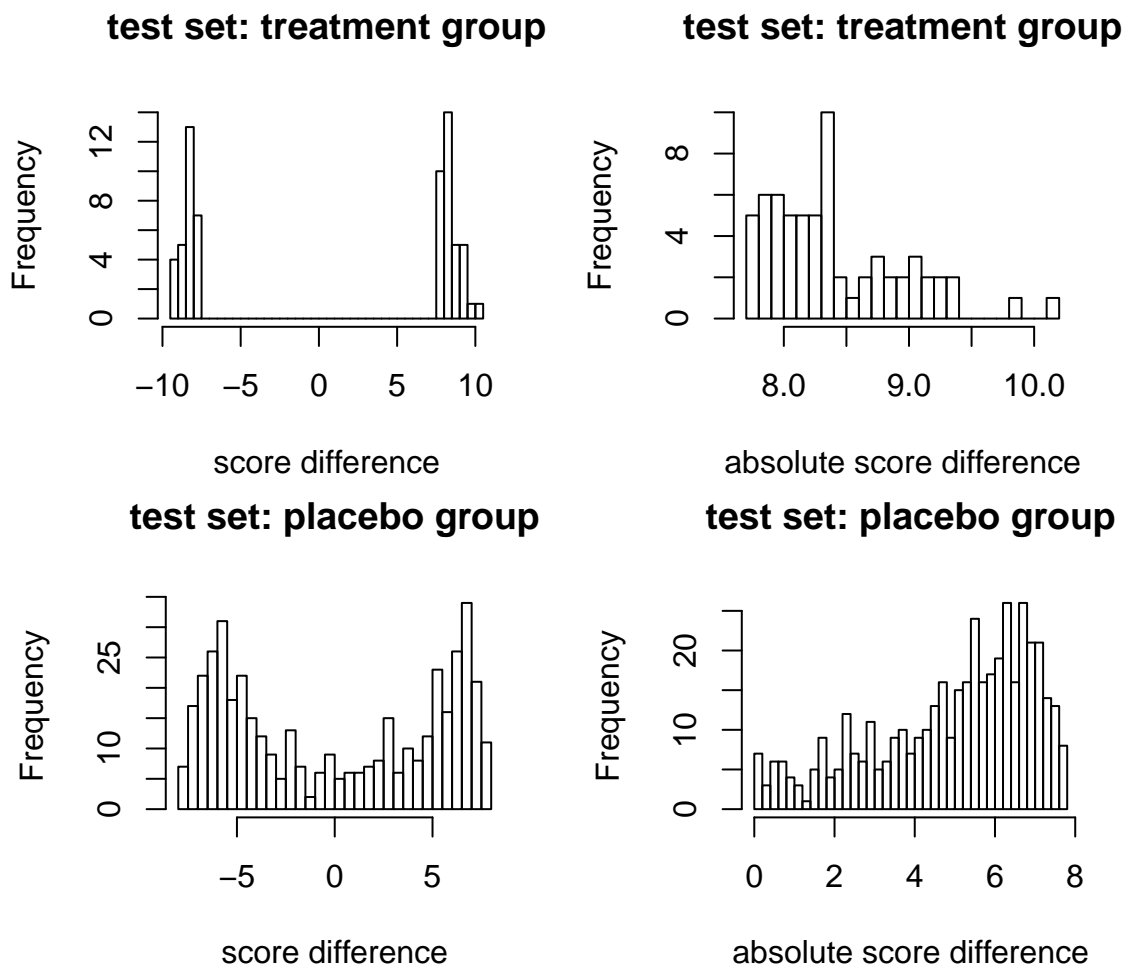 test set: treatment group
Frequency
0 4 8 12
−10 −5 0 5 10
score difference
test set: treatment group
Frequency
0 4 8
8.0 9.0 10.0
absolute score difference
test set: placebo group
Frequency
0 10 25
−5 0 5
score difference
test set: placebo group
Frequency
0 10 20
0 2 4 6 8
absolute score difference